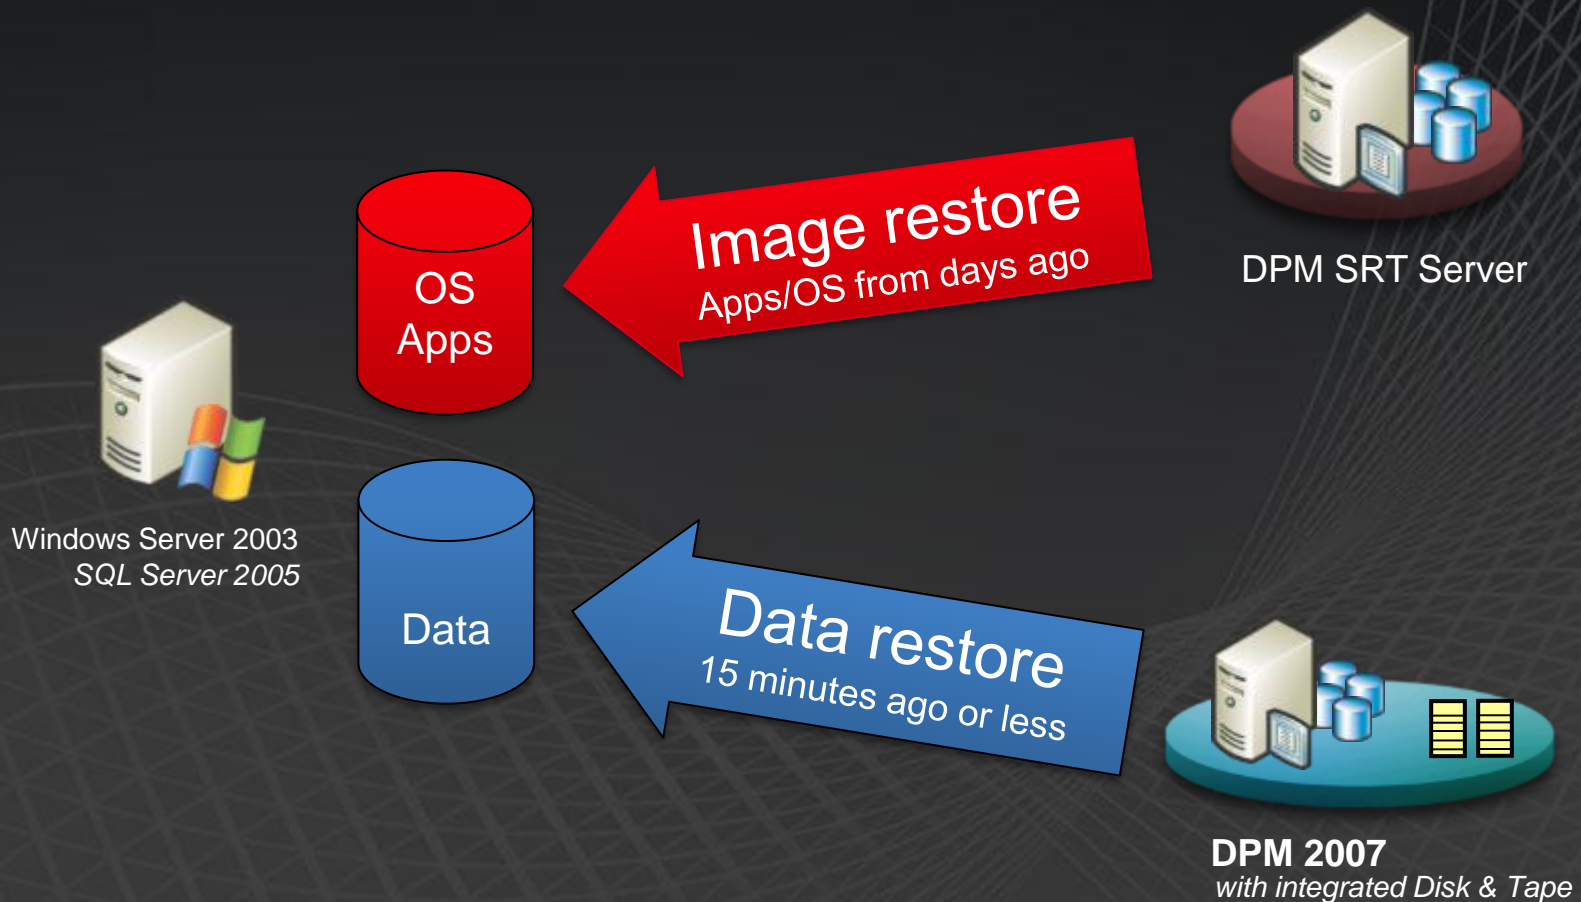 Image restore
Apps/OS from days ago
DPM SRT Server
OS
Apps
Windows Server 2003
SQL Server 2005
Data
Data restore
15 minutes ago or less
DPM 2007
with integrated Disk & Tape